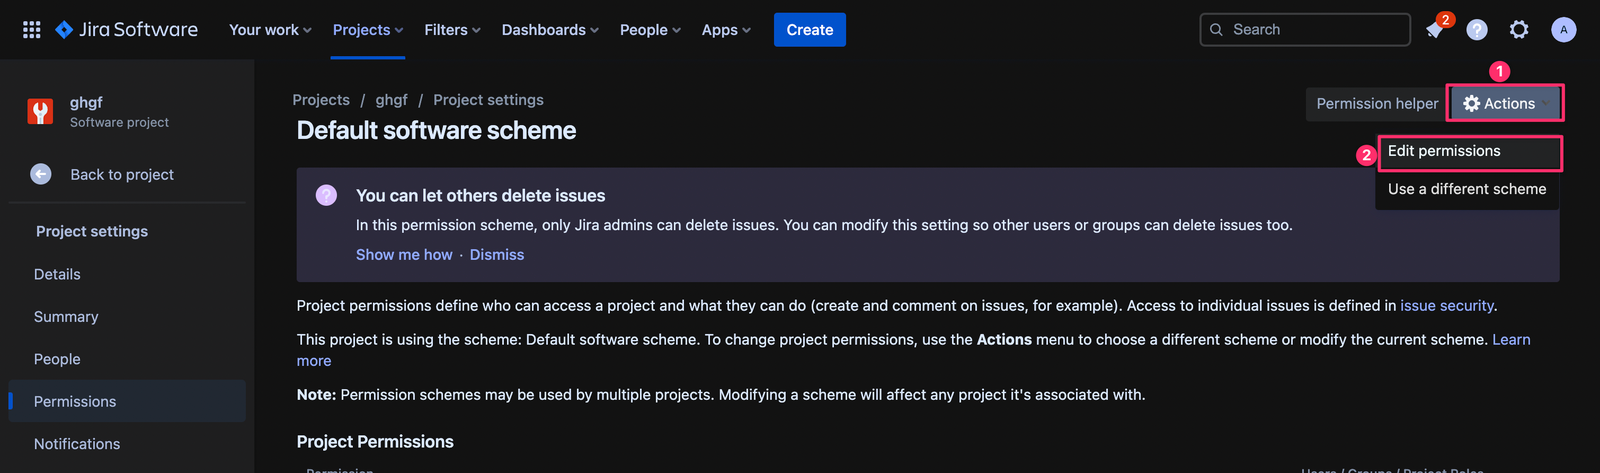 Jira Software
Your work
Projects
Filters
Dashboards
People
Apps
Create
Search
2
?
A
ghgf
Software project
Back to project
Project settings
Details
Summary
People
Permissions
Notifications
Projects / ghgf / Project settings
Default software scheme
Permission helper
1
Actions
2
Edit permissions
Use a different scheme
?
You can let others delete issues
In this permission scheme, only Jira admins can delete issues. You can modify this setting so other users or groups can delete issues too.
Show me how · Dismiss
Project permissions define who can access a project and what they can do (create and comment on issues, for example). Access to individual issues is defined in issue security.
This project is using the scheme: Default software scheme. To change project permissions, use the Actions menu to choose a different scheme or modify the current scheme. Learn
more
Note: Permission schemes may be used by multiple projects. Modifying a scheme will affect any project it's associated with.
Project Permissions
Permission
Users / Groups / Project Roles